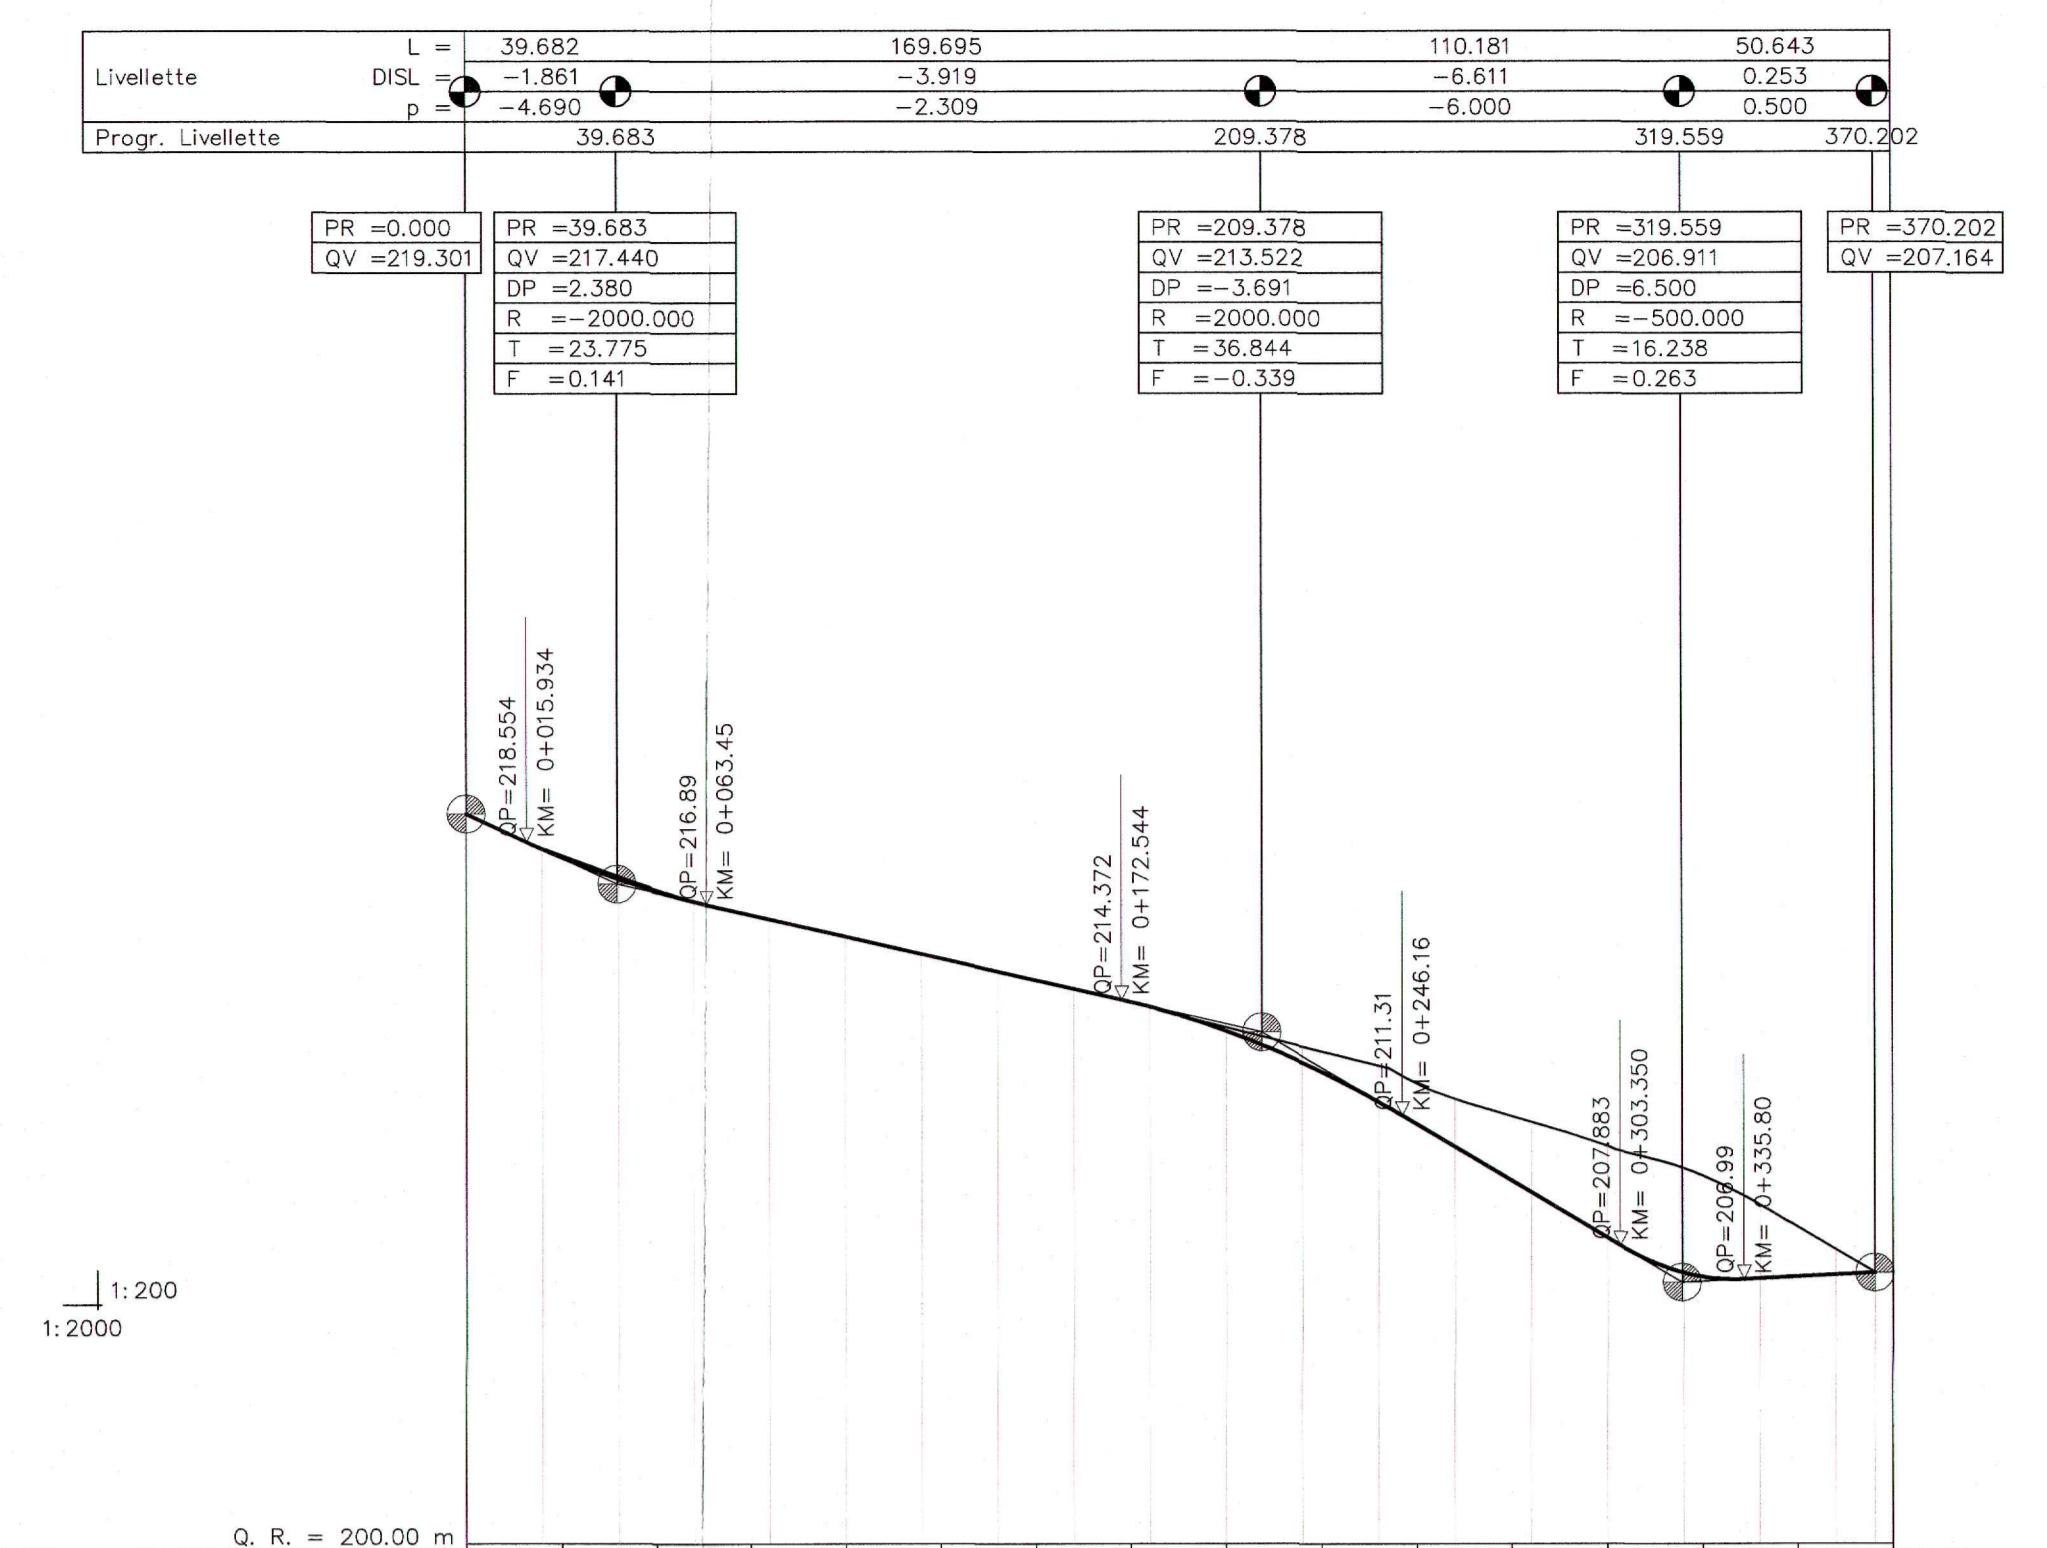 L = 39.682 169.695 110.181 50.643
Livellette DISL = -1.861 -3.919 -6.611 0.253
p = -4.690 -2.309 -6.000 0.500
Progr. Livellette 39.683 209.378 319.559 370.202
PR =0.000
QV =219.301
PR =39.683
QV =217.440
DP =2.380
R =-2000.000
T =23.775
F =0.141
PR =209.378
QV =213.522
DP =-3.691
R =2000.000
T =36.844
F =-0.339
PR =319.559
QV =206.911
DP =6.500
R =-500.000
T =16.238
F =0.263
PR =370.202
QV =207.164
QP=218.554
KM= 0+015.934
QP=216.89
KM= 0+063.45
QP=214.372
KM= 0+172.544
QP=211.31
KM= 0+246.16
QP=207.883
KM= 0+303.350
QP=206.99
KM= 0+335.80
1:200
1:2000
Q. R. = 200.00 m